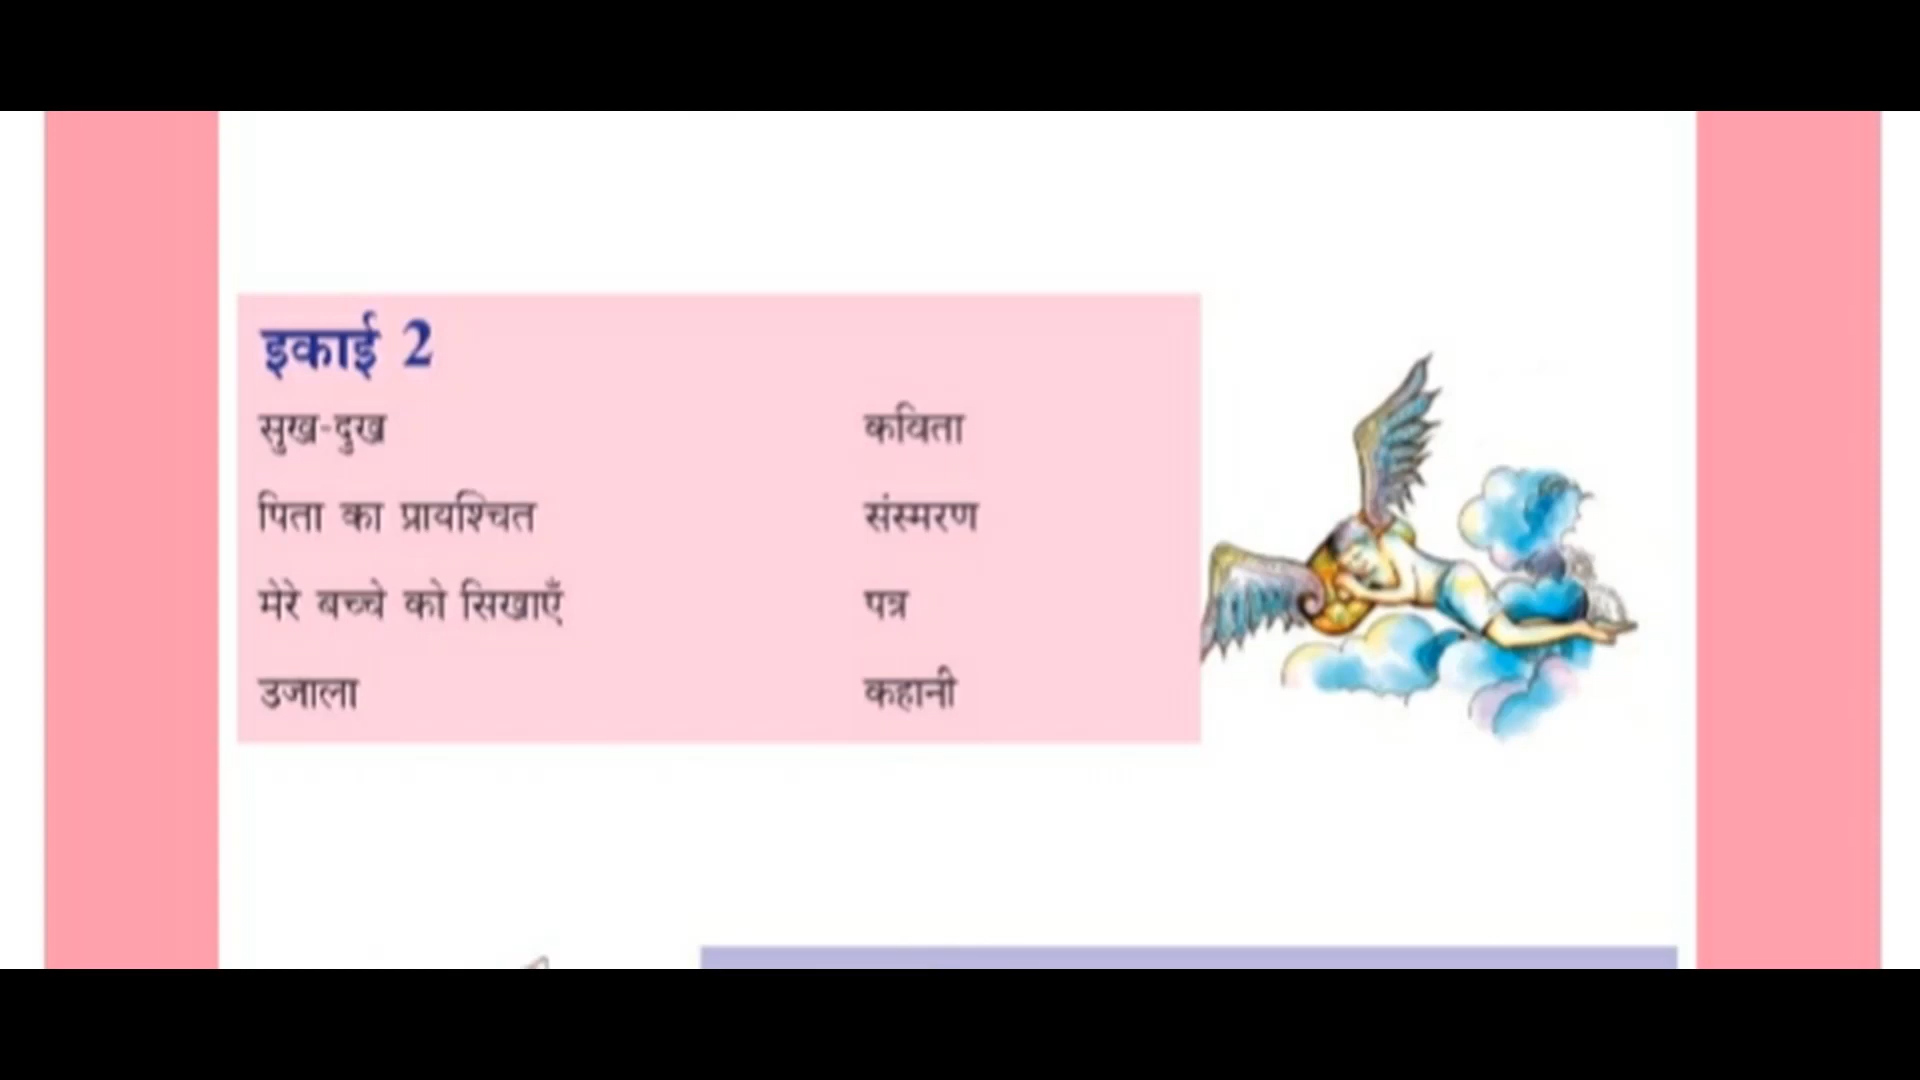 इकाई 2
सुख-दुख कविता
पिता का प्रायश्चित संस्मरण
मेरे बच्चे को सिखाएँ पत्र
उजाला कहानी